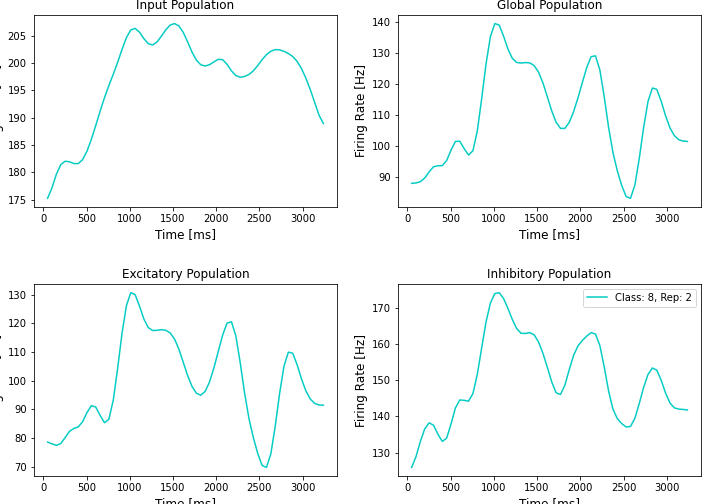 Input Population
205
200
195
190
185
180
175
0 500 1000 1500 2000 2500 3000
Time [ms]
Global Population
Firing Rate [Hz]
140
130
120
110
100
90
0 500 1000 1500 2000 2500 3000
Time [ms]
Excitatory Population
130
120
110
100
90
80
70
0 500 1000 1500 2000 2500 3000
Time [ms]
Inhibitory Population
Firing Rate [Hz]
170
160
150
140
130
Class: 8, Rep: 2
0 500 1000 1500 2000 2500 3000
Time [ms]